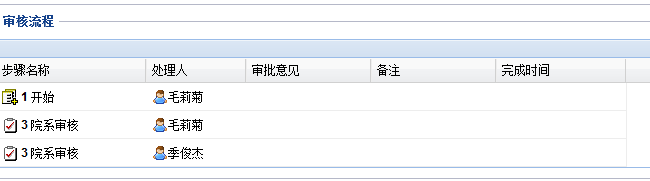 审核流程
步骤名称 处理人 审批意见 备注 完成时间
1 开始 毛莉菊
3 院系审核 毛莉菊
3 院系审核 季俊杰